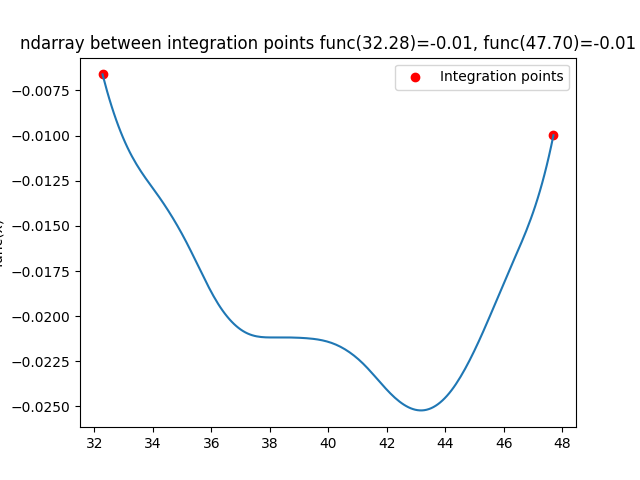 ndarray between integration points func(32.28)=-0.01, func(47.70)=-0.01
Integration points
−0.0075
−0.0100
−0.0125
−0.0150
−0.0175
−0.0200
−0.0225
−0.0250
32 34 36 38 40 42 44 46 48